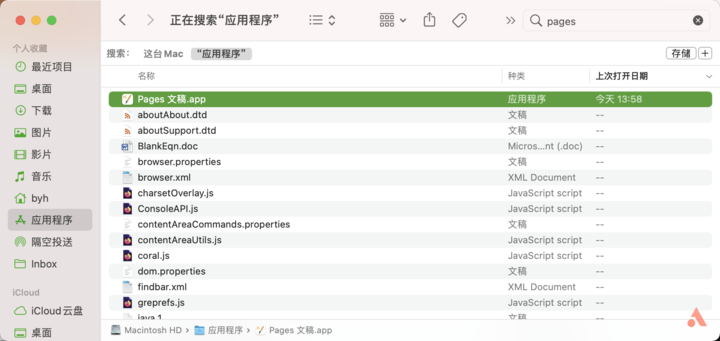 正在搜索“应用程序”
pages
个人收藏
最近项目
桌面
下载
图片
影片
音乐
byh
应用程序
隔空投送
Inbox
iCloud
iCloud云盘
桌面
搜索： 这台 Mac “应用程序” 存储 +
名称 种类 上次打开日期
Pages 文稿.app 应用程序 今天 13:58
aboutAbout.dtd 文稿 --
aboutSupport.dtd 文稿 --
BlankEqn.doc Micros...nt (.doc) --
browser.properties 文稿 --
browser.xml XML Document --
charsetOverlay.js JavaScript script --
ConsoleAPI.js JavaScript script --
contentAreaCommands.properties 文稿 --
contentAreaUtils.js JavaScript script --
coral.js JavaScript script --
dom.properties 文稿 --
findbar.xml XML Document --
greprefs.js JavaScript script --
java.1 文稿 --
Macintosh HD › 应用程序 › Pages 文稿.app